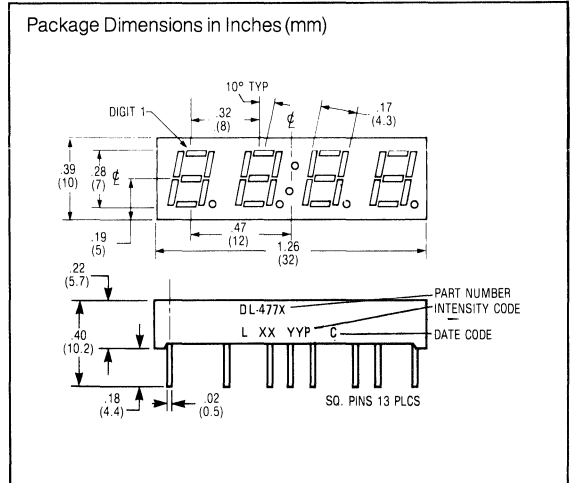 Package Dimensions in Inches (mm)
10° TYP
DIGIT 1
.32
(8)
℄
.17
(4.3)
.39
(10)
.28
(7)
℄
.19
(5)
.47
(12)
1.26
(32)
.22
(5.7)
DL-477X
PART NUMBER
INTENSITY CODE
L XX YYP C
DATE CODE
.40
(10.2)
.18
(4.4)
.02
(0.5)
SQ. PINS 13 PLCS